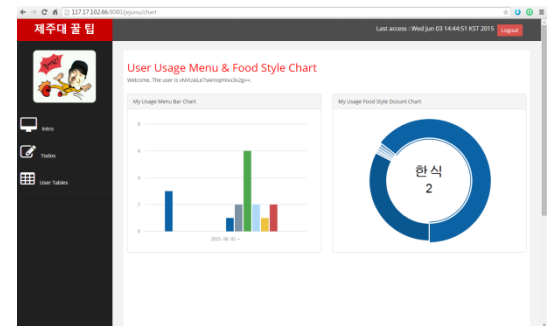 117.17.102.66:8080/jejunu/chart
제주대 꿀 팁
Last access : Wed Jun 03 14:44:51 KST 2015 Logout
User Usage Menu & Food Style Chart
My Usage Menu Bar Chart
My Usage Food Style Dcount Chart
8
6
4
2
0
한식
2
Intro
Todos
User Tables